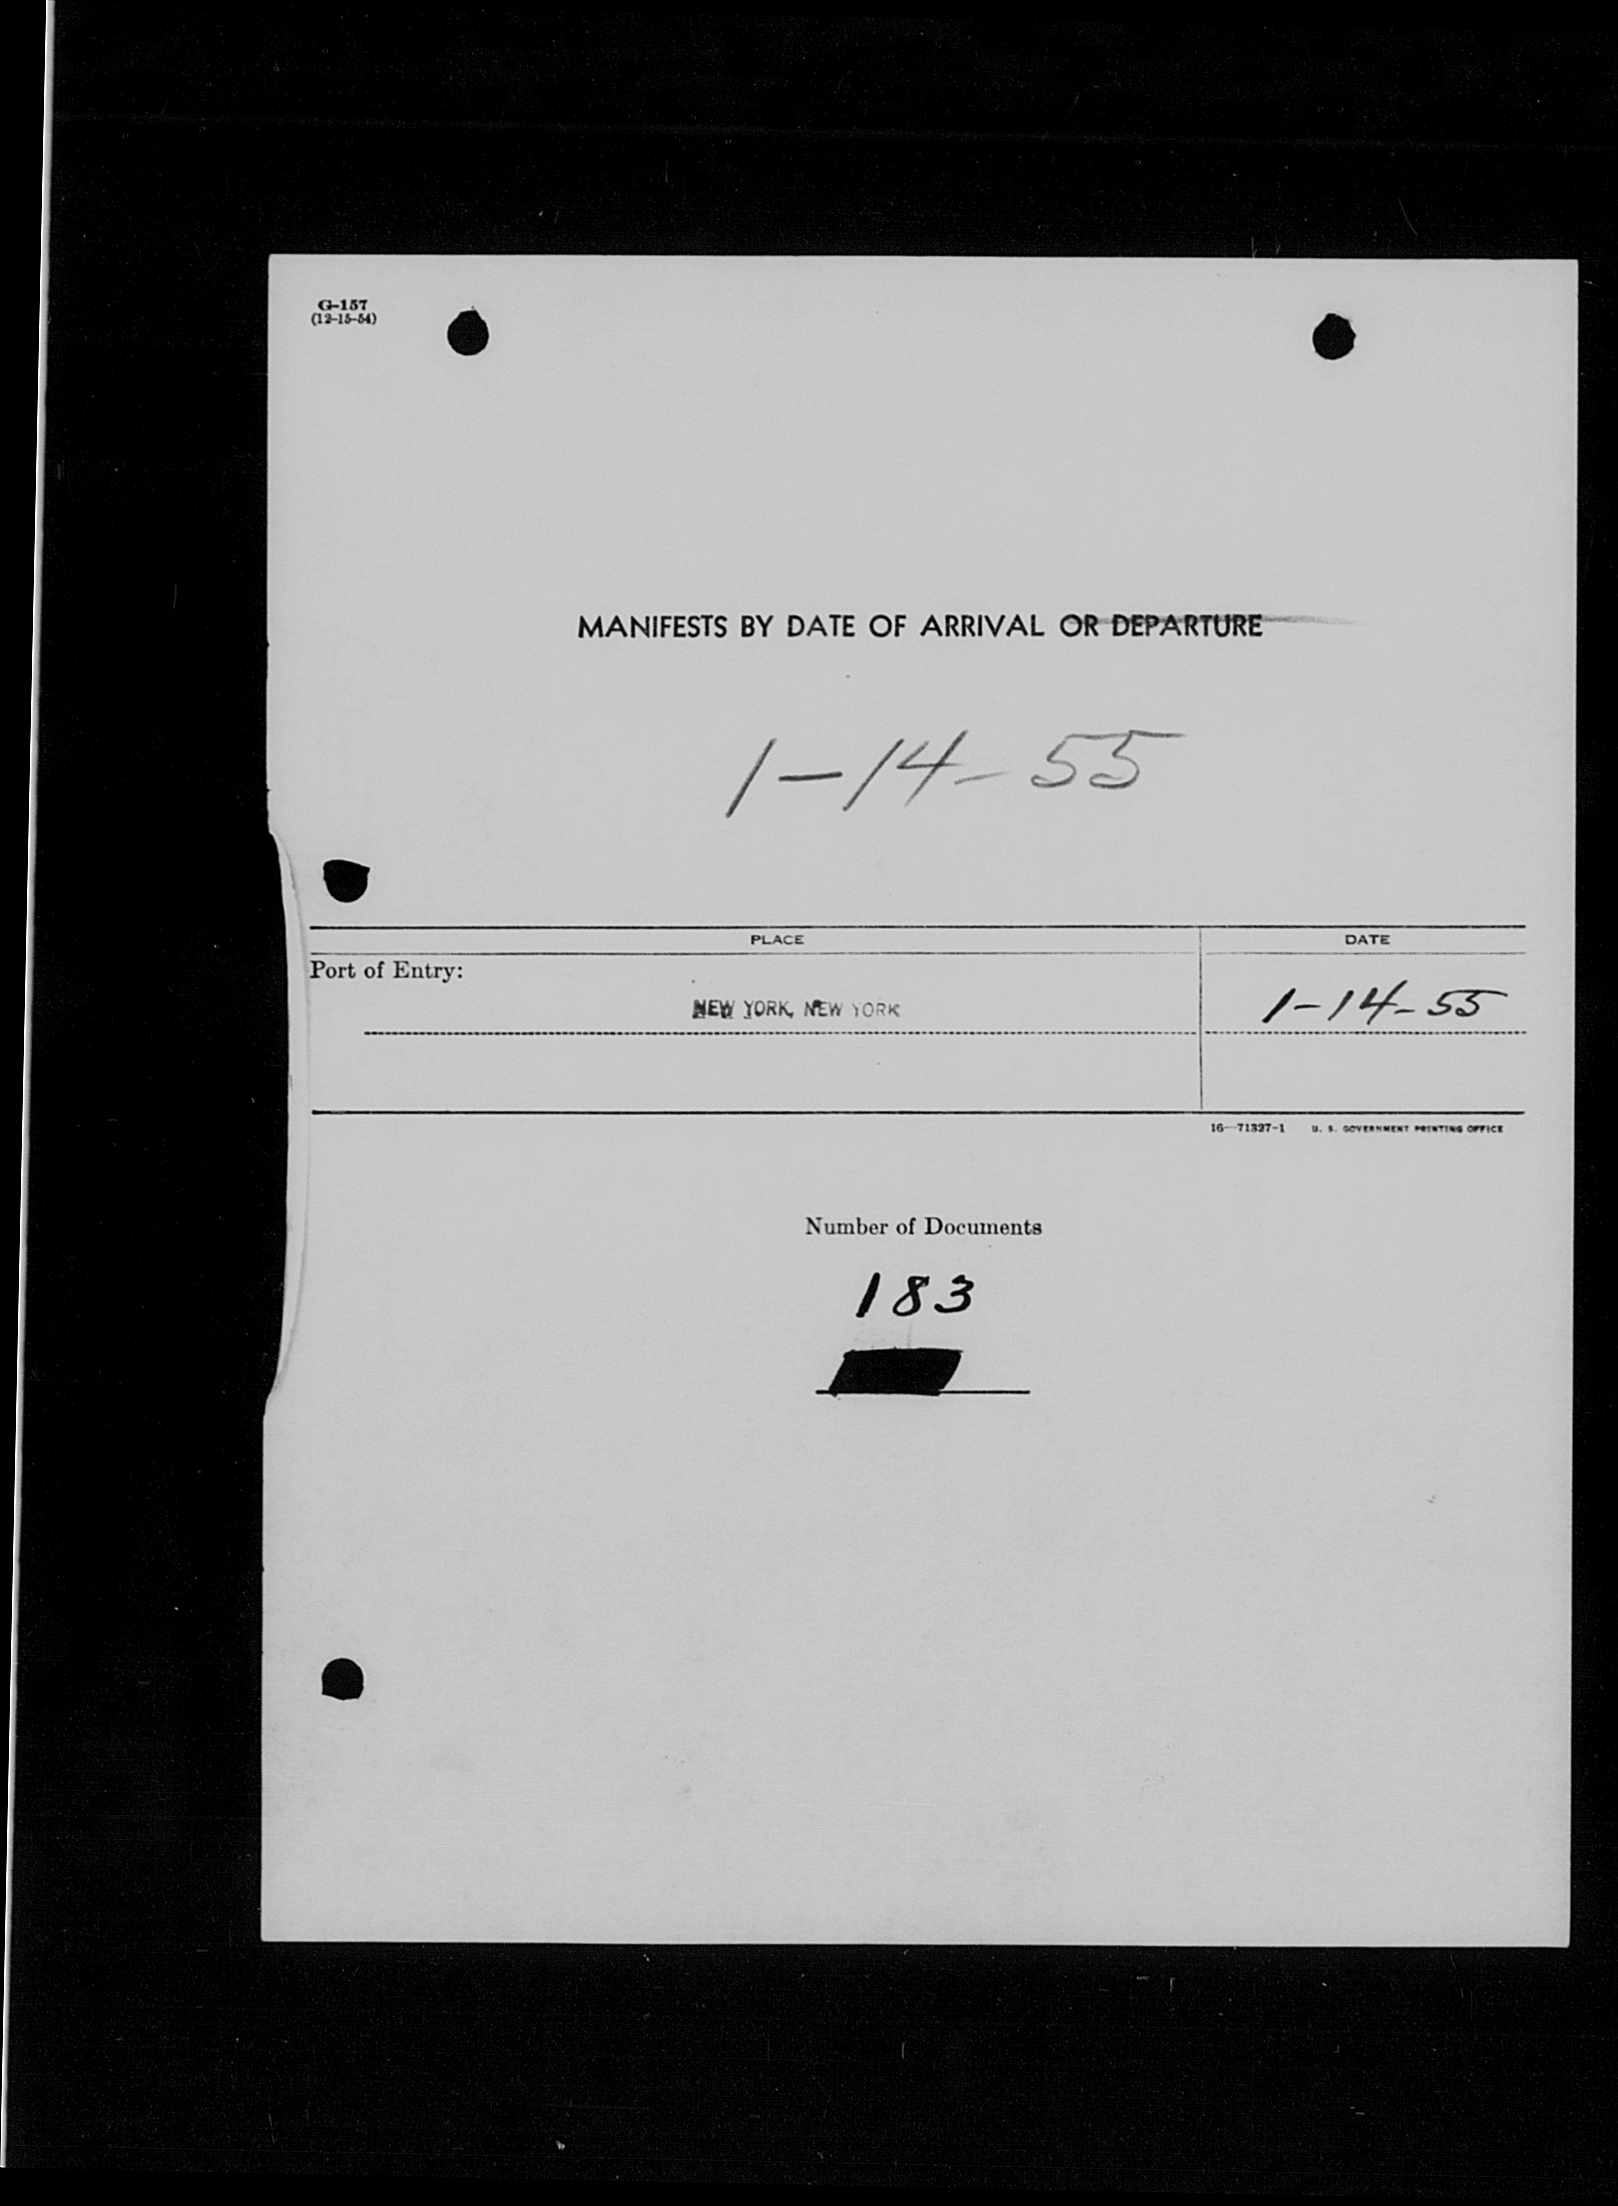 G-157
(12-15-54)
MANIFESTS BY DATE OF ARRIVAL OR DEPARTURE
1-14-55
PLACE
DATE
Port of Entry:
NEW YORK, NEW YORK
1-14-55
16—71327-1 U. S. GOVERNMENT PRINTING OFFICE
Number of Documents
183